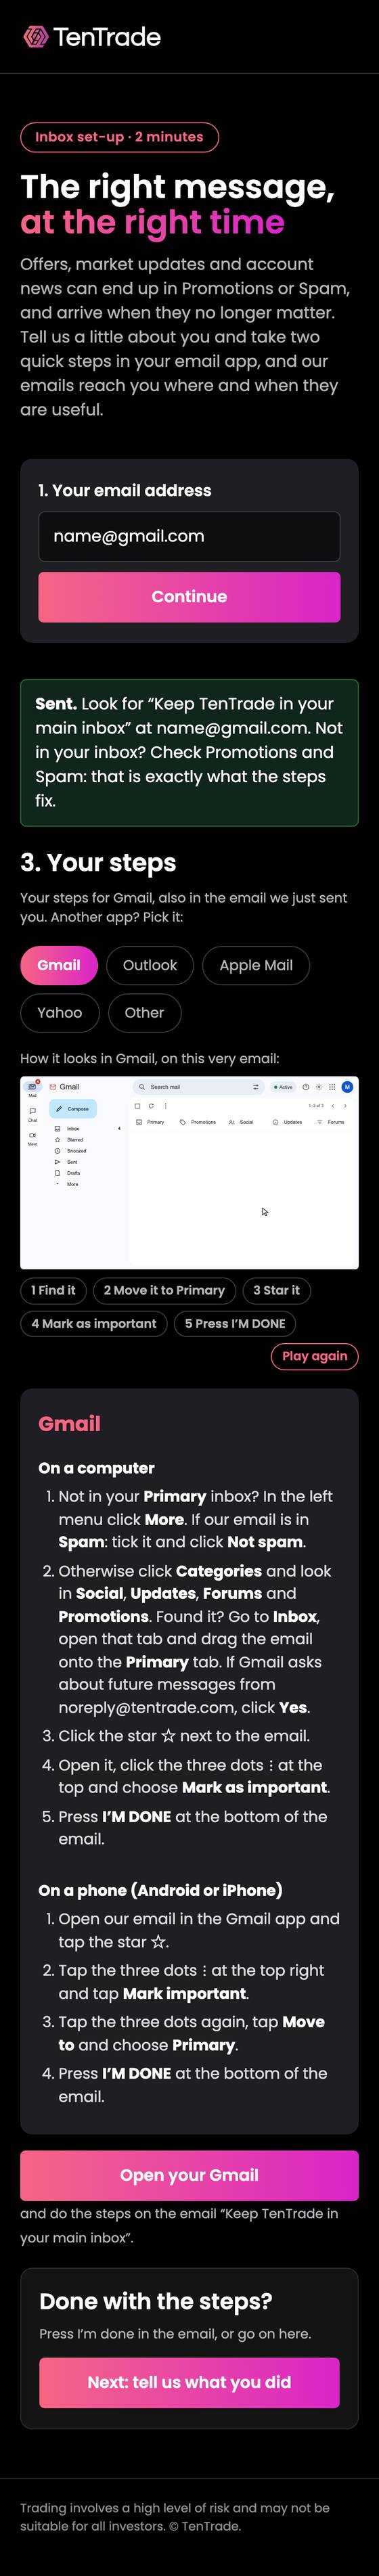 TenTrade
Inbox set-up · 2 minutes
The right message,
at the right time
Offers, market updates and account
news can end up in Promotions or Spam,
and arrive when they no longer matter.
Tell us a little about you and take two
quick steps in your email app, and our
emails reach you where and when they
are useful.
1. Your email address
name@gmail.com
Continue
Sent. Look for “Keep TenTrade in your
main inbox” at name@gmail.com. Not
in your inbox? Check Promotions and
Spam: that is exactly what the steps
fix.
3. Your steps
Your steps for Gmail, also in the email we just sent
you. Another app? Pick it:
Gmail
Outlook
Apple Mail
Yahoo
Other
How it looks in Gmail, on this very email:
Mail
Chat
Meet
Gmail
Compose
Inbox 4
Starred
Snoozed
Sent
Drafts
More
Search mail
Active
M
1–3 of 3
Primary
Promotions
Social
Updates
Forums
1 Find it
2 Move it to Primary
3 Star it
4 Mark as important
5 Press I’M DONE
Play again
Gmail
On a computer
1. Not in your Primary inbox? In the left
menu click More. If our email is in
Spam: tick it and click Not spam.
2. Otherwise click Categories and look
in Social, Updates, Forums and
Promotions. Found it? Go to Inbox,
open that tab and drag the email
onto the Primary tab. If Gmail asks
about future messages from
noreply@tentrade.com, click Yes.
3. Click the star ☆ next to the email.
4. Open it, click the three dots ⋮ at the
top and choose Mark as important.
5. Press I’M DONE at the bottom of the
email.
On a phone (Android or iPhone)
1. Open our email in the Gmail app and
tap the star ☆.
2. Tap the three dots ⋮ at the top right
and tap Mark important.
3. Tap the three dots again, tap Move
to and choose Primary.
4. Press I’M DONE at the bottom of the
email.
Open your Gmail
and do the steps on the email “Keep TenTrade in
your main inbox”.
Done with the steps?
Press I’m done in the email, or go on here.
Next: tell us what you did
Trading involves a high level of risk and may not be
suitable for all investors. © TenTrade.